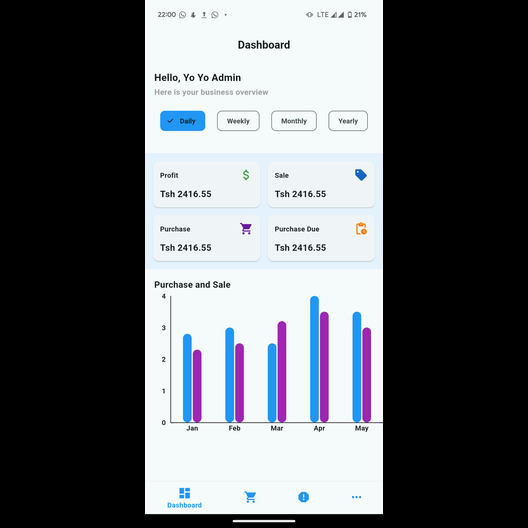 22:00 LTE 21%
Dashboard
Hello, Yo Yo Admin
Here is your business overview
Daily Weekly Monthly Yearly
Profit $ Sale
Tsh 2416.55 Tsh 2416.55
Purchase Purchase Due
Tsh 2416.55 Tsh 2416.55
Purchase and Sale
4
3
2
1
0
Jan Feb Mar Apr May
Dashboard